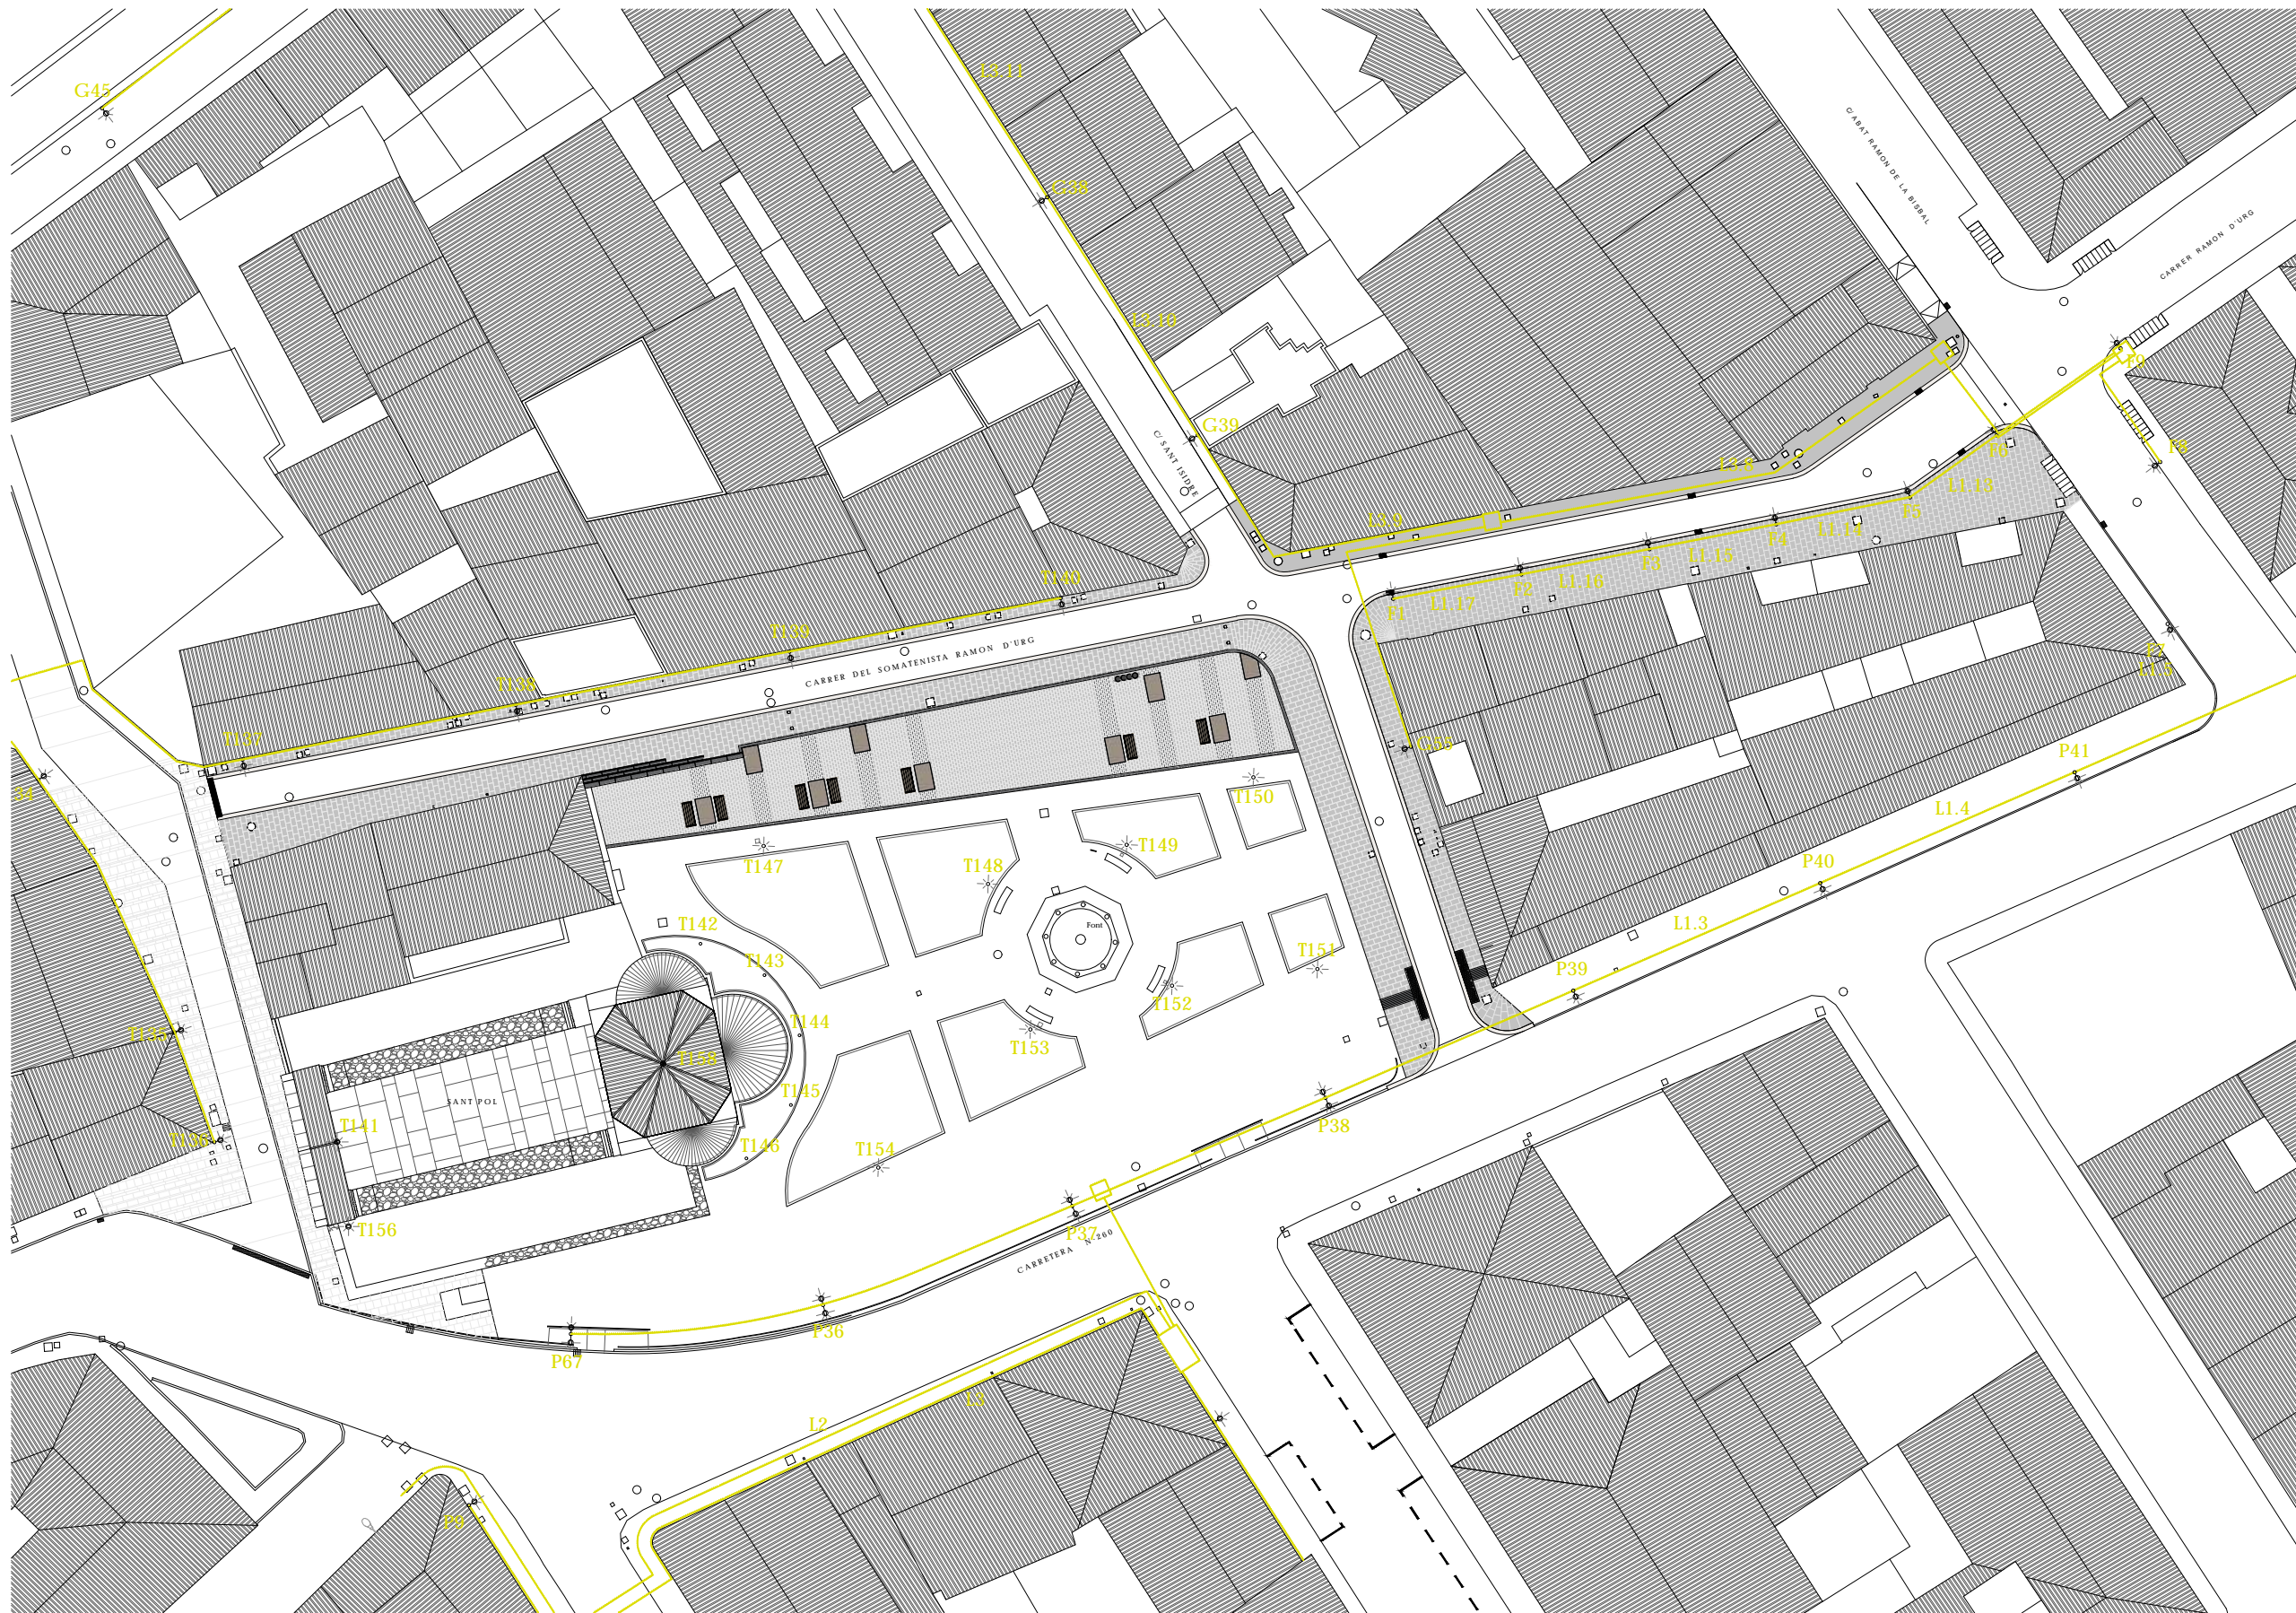 G45
L3.11
G38
C/ ABAT RAMON DE LA BISBAL
CARRER RAMON D'URG
L3.10
F9
G39
C/ SANT ISIDRE
L3.8
F6
F8
L1.13
L3.9
F5
L1.14
F4
L1.15
F3
L1.16
F2
L1.17
F1
T140
T139
CARRER DEL SOMATENISTA RAMON D'URG
T138
T137
F7
L1.5
G55
P41
34
T150
L1.4
T149
T147
T148
P40
T142
Font
L1.3
T143
T151
P39
T152
T144
T135
T153
T158
T145
SANT POL
T141
T136
T146
T154
P38
T156
P37
CARRETERA N-260
P36
P67
L3
L2
P9